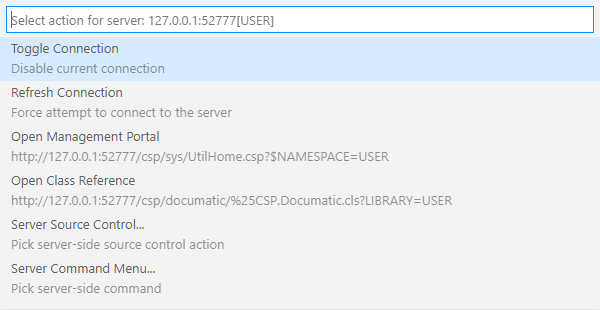 Select action for server: 127.0.0.1:52777[USER]
Toggle Connection
Disable current connection
Refresh Connection
Force attempt to connect to the server
Open Management Portal
http://127.0.0.1:52777/csp/sys/UtilHome.csp?$NAMESPACE=USER
Open Class Reference
http://127.0.0.1:52777/csp/documatic/%25CSP.Documatic.cls?LIBRARY=USER
Server Source Control...
Pick server-side source control action
Server Command Menu...
Pick server-side command